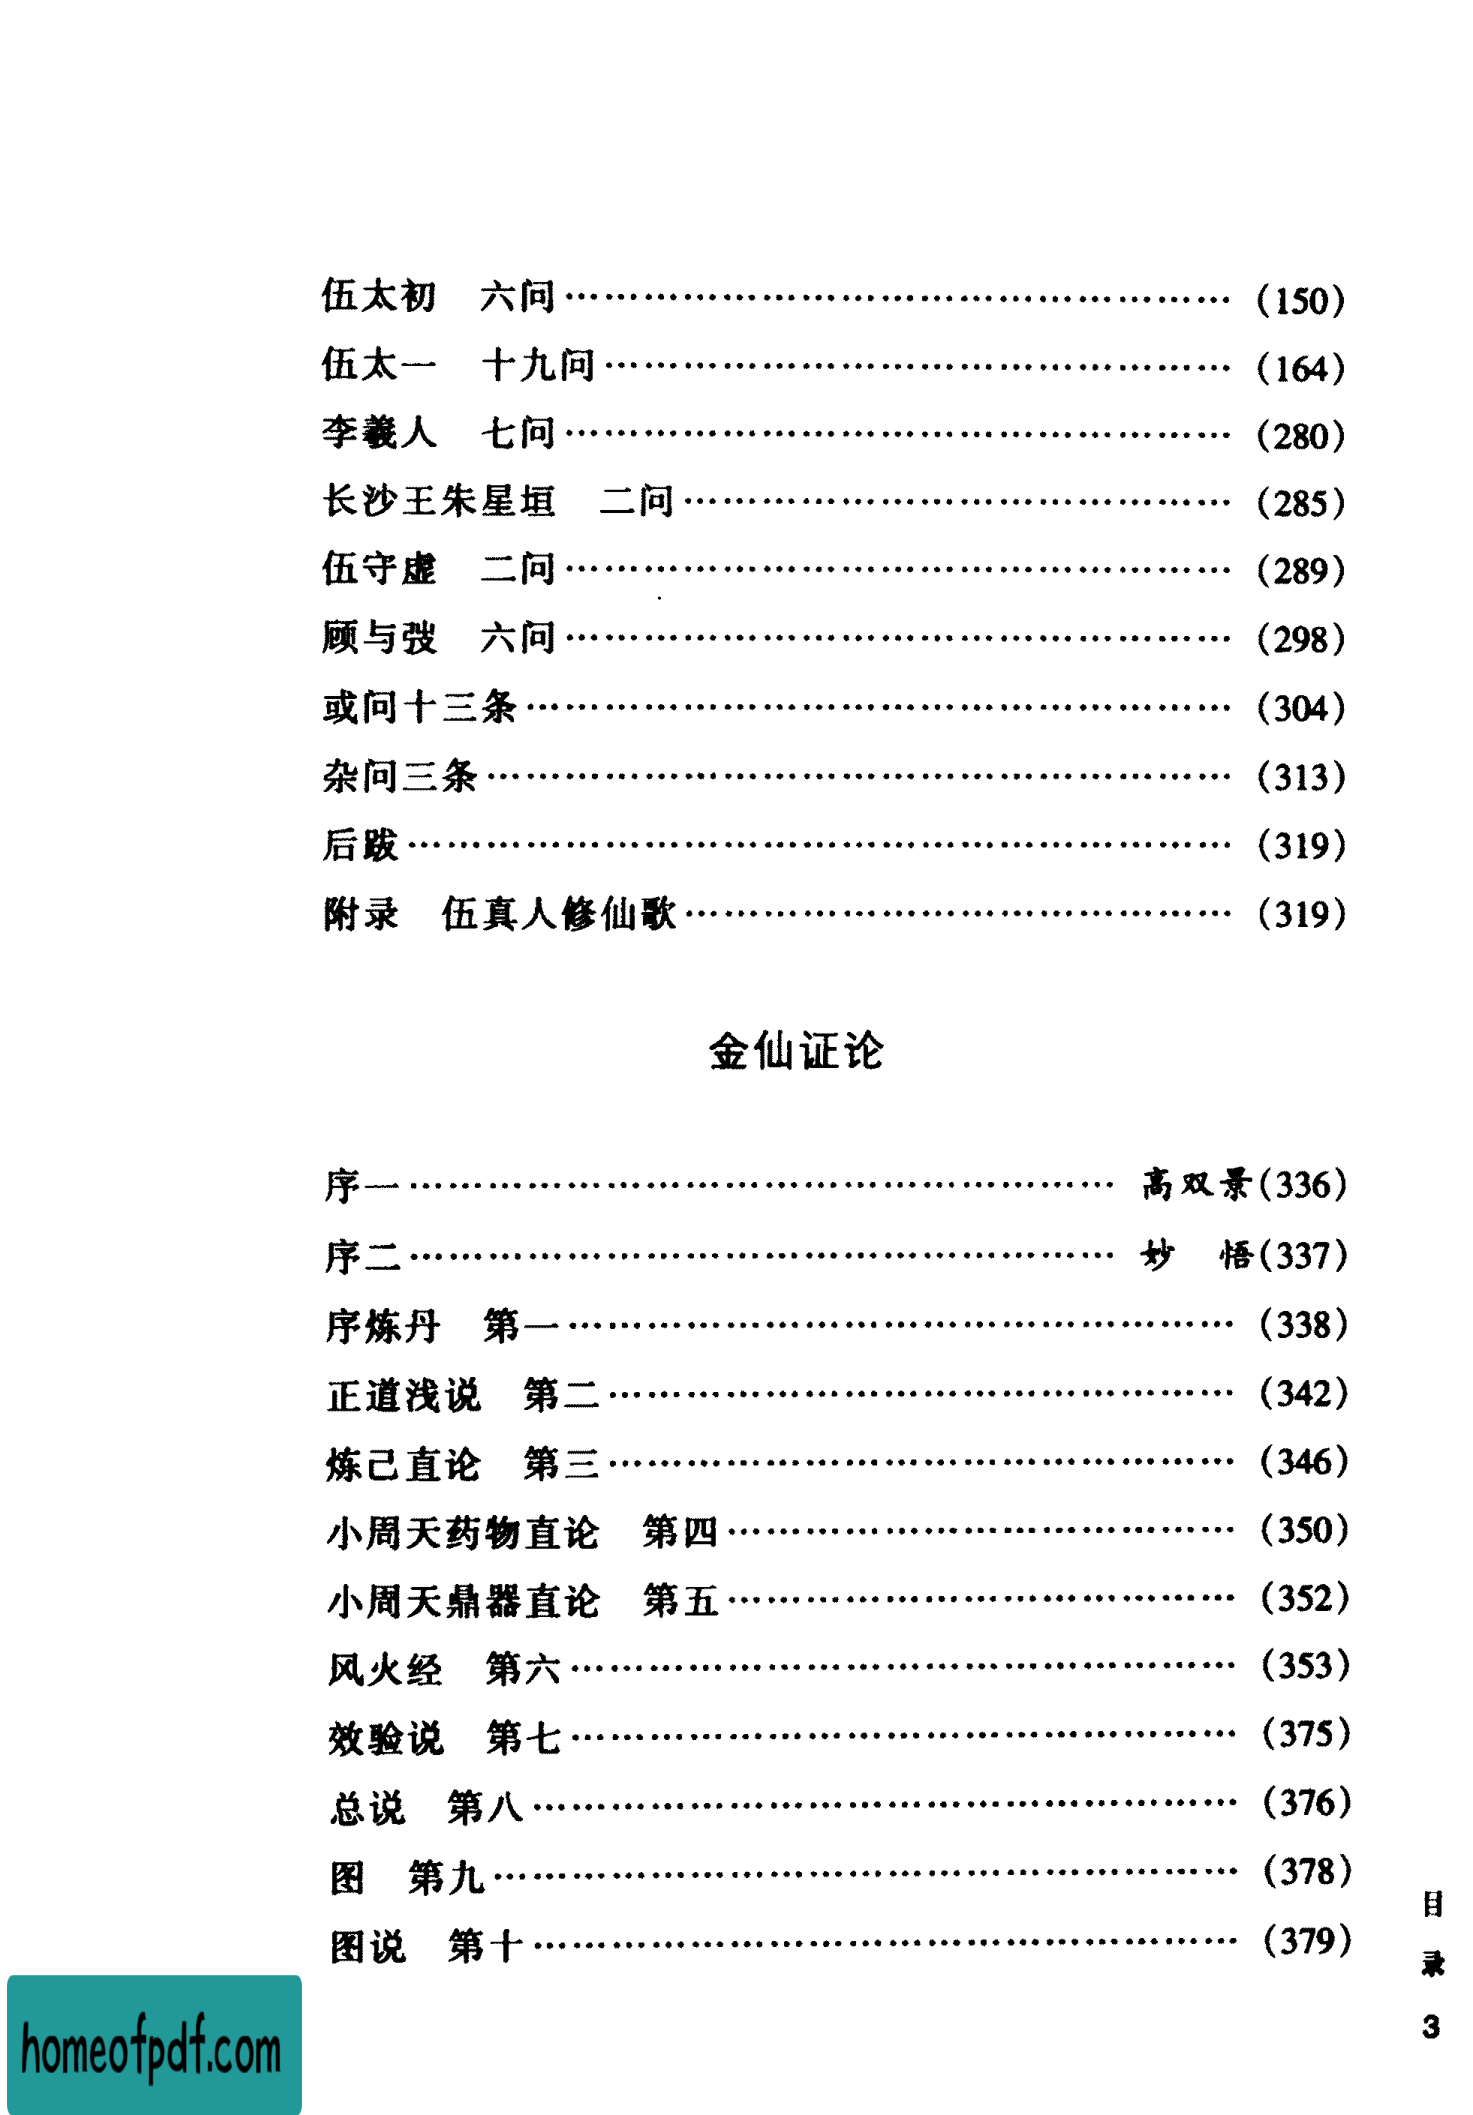 伍太初　六问……………………………………………(150)
伍太一　十九问…………………………………………(164)
李羲人　七问……………………………………………(280)
长沙王朱星垣　二问……………………………………(285)
伍守虚　二问……………………………………………(289)
顾与弢　六问……………………………………………(298)
或问十三条………………………………………………(304)
杂问三条…………………………………………………(313)
后跋………………………………………………………(319)
附录　伍真人修仙歌……………………………………(319)
金仙证论
序一………………………………………………高双景(336)
序二………………………………………………妙　悟(337)
序炼丹　第一……………………………………………(338)
正道浅说　第二…………………………………………(342)
炼己直论　第三…………………………………………(346)
小周天药物直论　第四…………………………………(350)
小周天鼎器直论　第五…………………………………(352)
风火经　第六……………………………………………(353)
效验说　第七……………………………………………(375)
总说　第八………………………………………………(376)
图　第九…………………………………………………(378)
图说　第十………………………………………………(379)
目录
3
homeofpdf.com